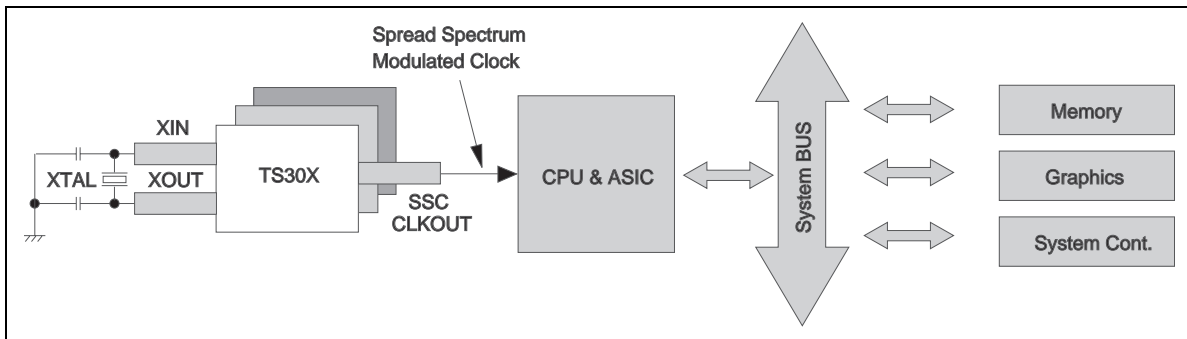 Spread Spectrum
Modulated Clock
XIN
XTAL
XOUT
TS30X
SSC
CLKOUT
CPU & ASIC
System BUS
Memory
Graphics
System Cont.